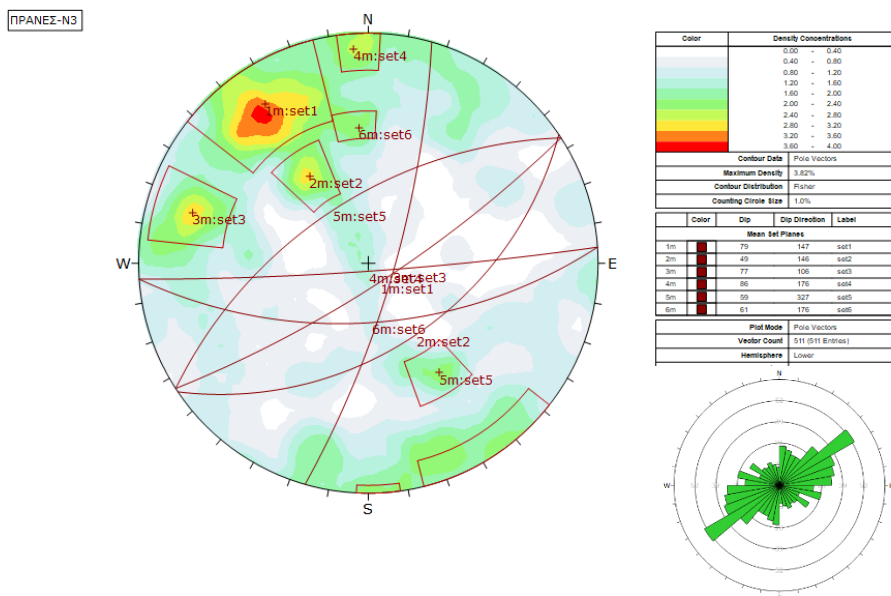 ΠΡΑΝΕΣ-N3
N
4m:set4
1m:set1
6m:set6
2m:set2
3m:set3
5m:set5
W
E
4m:set4
1m:set1
6m:set6
2m:set2
5m:set5
S
Color Density Concentrations
0.00 - 0.40
0.40 - 0.80
0.80 - 1.20
1.20 - 1.60
1.60 - 2.00
2.00 - 2.40
2.40 - 2.80
2.80 - 3.20
3.20 - 3.60
3.60 - 4.00
Contour Data Pole Vectors
Maximum Density 3.82%
Contour Distribution Fisher
Counting Circle Size 1.0%
Color Dip Dip Direction Label
Mean Set Planes
1m 79 147 set1
2m 49 146 set2
3m 77 106 set3
4m 86 176 set4
5m 59 327 set5
6m 61 176 set6
Plot Mode Pole Vectors
Vector Count 511 (511 Entries)
Hemisphere Lower
N
W
E
S